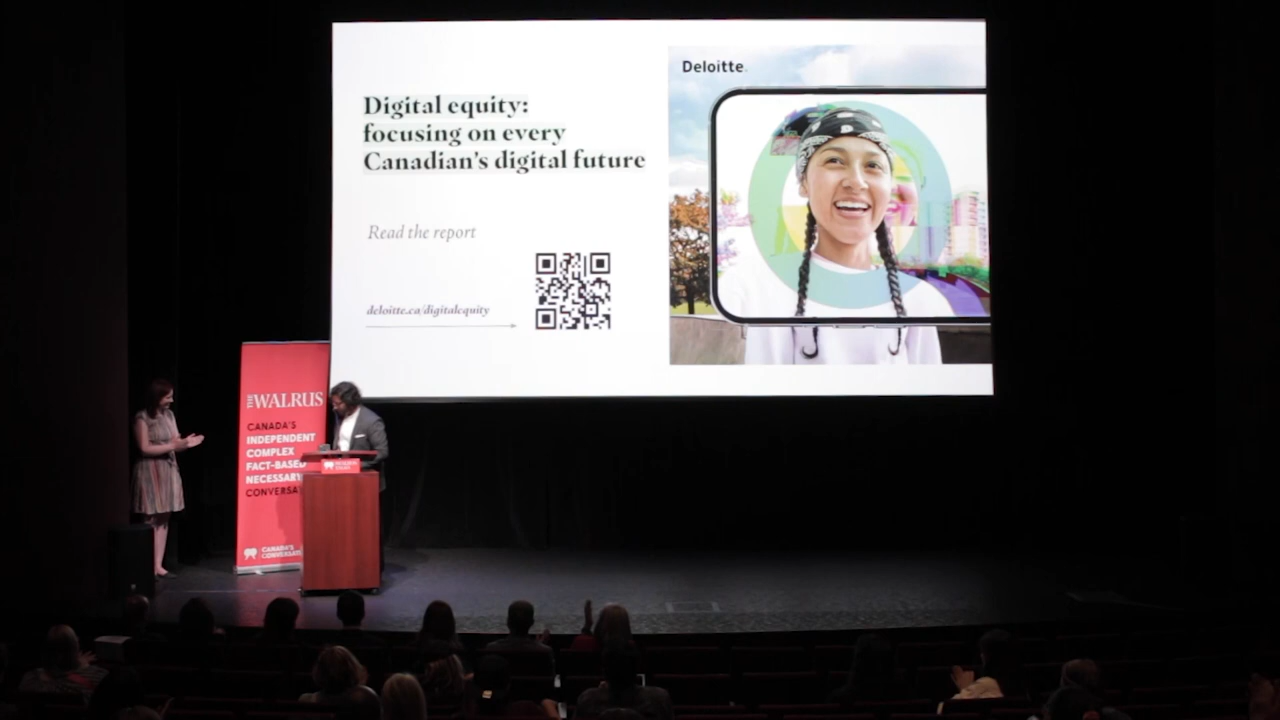 Deloitte.
Digital equity:
focusing on every
Canadian's digital future
Read the report
deloitte.ca/digitalequity
THE WALRUS
CANADA'S
INDEPENDENT
COMPLEX
FACT-BASED
NECESSARY
CANADA'S